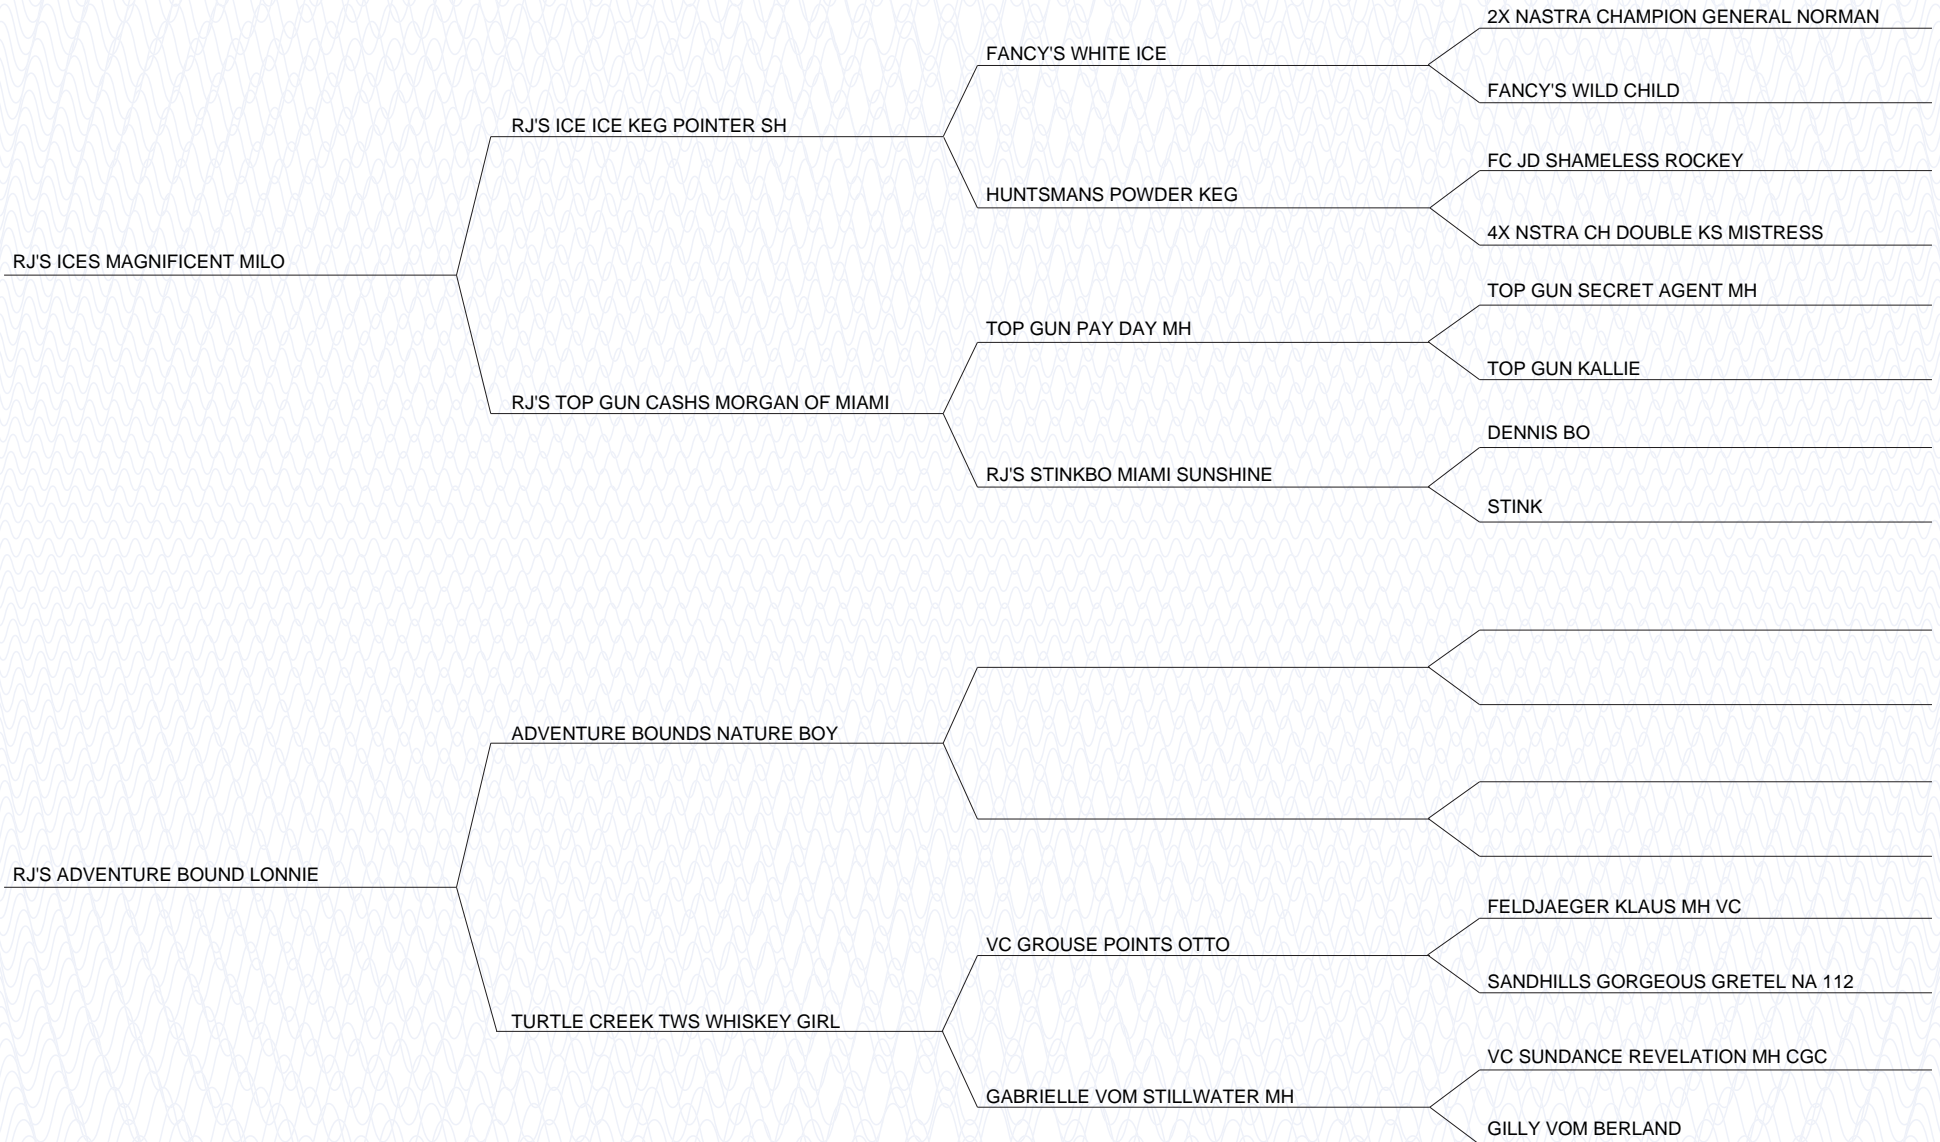 2X NASTRA CHAMPION GENERAL NORMAN
FANCY'S WHITE ICE
FANCY'S WILD CHILD
RJ'S ICE ICE KEG POINTER SH
FC JD SHAMELESS ROCKEY
HUNTSMANS POWDER KEG
4X NSTRA CH DOUBLE KS MISTRESS
RJ'S ICES MAGNIFICENT MILO
TOP GUN SECRET AGENT MH
TOP GUN PAY DAY MH
TOP GUN KALLIE
RJ'S TOP GUN CASHS MORGAN OF MIAMI
DENNIS BO
RJ'S STINKBO MIAMI SUNSHINE
STINK
ADVENTURE BOUNDS NATURE BOY
RJ'S ADVENTURE BOUND LONNIE
FELDJAEGER KLAUS MH VC
VC GROUSE POINTS OTTO
SANDHILLS GORGEOUS GRETEL NA 112
TURTLE CREEK TWS WHISKEY GIRL
VC SUNDANCE REVELATION MH CGC
GABRIELLE VOM STILLWATER MH
GILLY VOM BERLAND